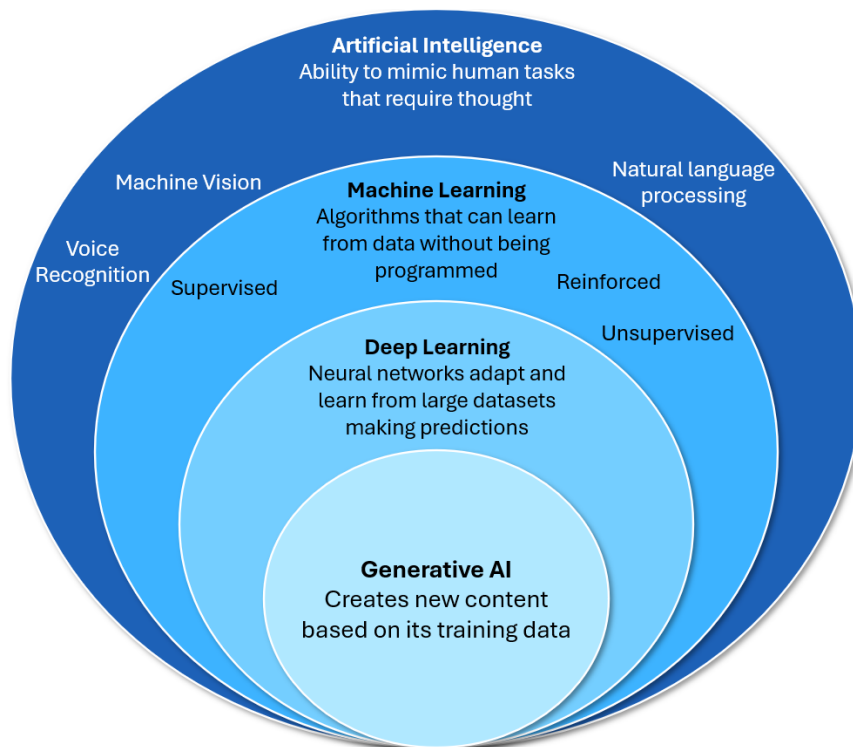 Artificial Intelligence
Ability to mimic human tasks
that require thought
Machine Vision
Natural language
processing
Voice
Recognition
Machine Learning
Algorithms that can learn
from data without being
programmed
Supervised
Reinforced
Unsupervised
Deep Learning
Neural networks adapt and
learn from large datasets
making predictions
Generative AI
Creates new content
based on its training data